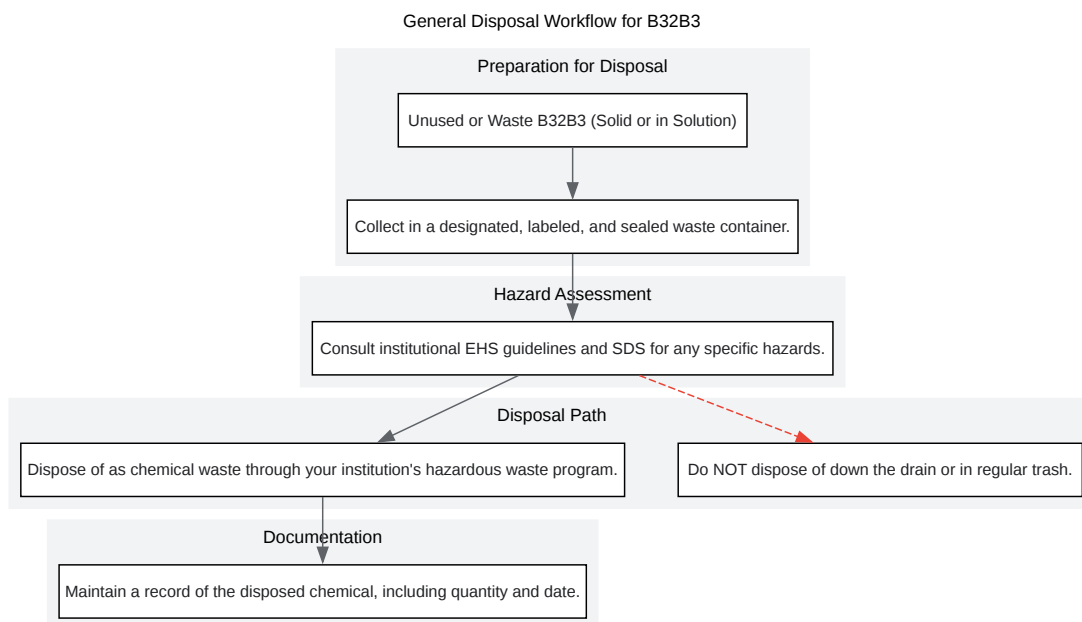 General Disposal Workflow for B32B3
Preparation for Disposal
Unused or Waste B32B3 (Solid or in Solution)
Collect in a designated, labeled, and sealed waste container.
Hazard Assessment
Consult institutional EHS guidelines and SDS for any specific hazards.
Disposal Path
Dispose of as chemical waste through your institution's hazardous waste program.
Do NOT dispose of down the drain or in regular trash.
Documentation
Maintain a record of the disposed chemical, including quantity and date.